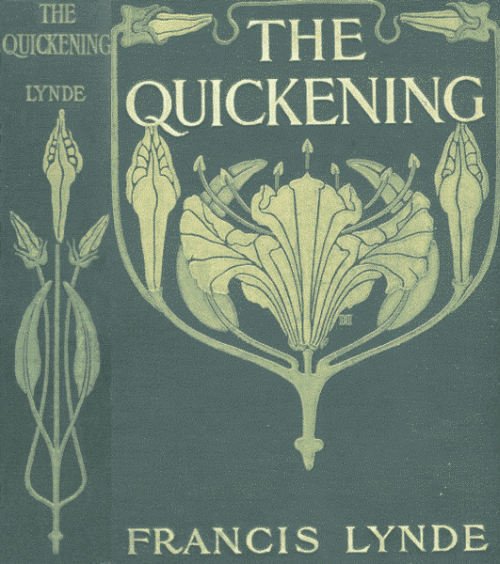 THE
QUICKENING
LYNDE
THE
QUICKENING
FRANCIS LYNDE